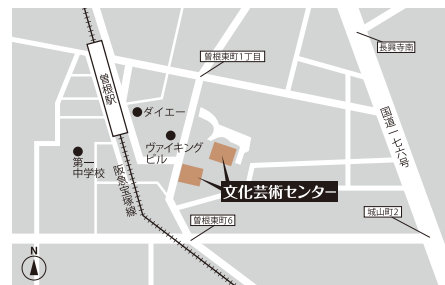 曽根東町1丁目
長興寺南
曽根駅
ダイエー
国道一七六号
ヴァイキング
ビル
第一
中学校
阪急宝塚線
文化芸術センター
曽根東町6
城山町2
N